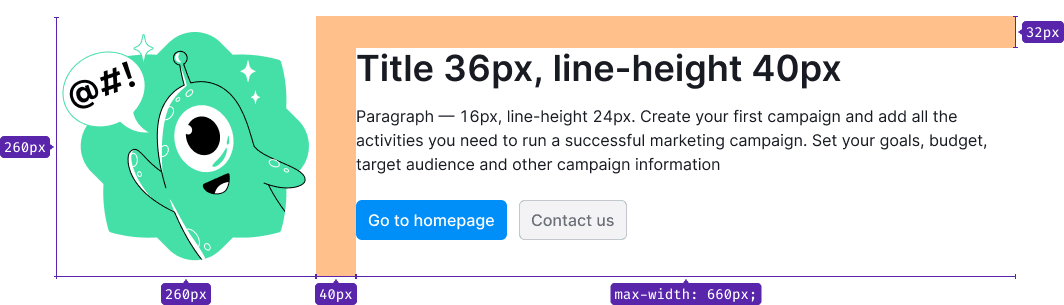 32px
@#!
Title 36px, line-height 40px
Paragraph — 16px, line-height 24px. Create your first campaign and add all the
activities you need to run a successful marketing campaign. Set your goals, budget,
target audience and other campaign information
260px
Go to homepage
Contact us
260px
40px
max-width: 660px;